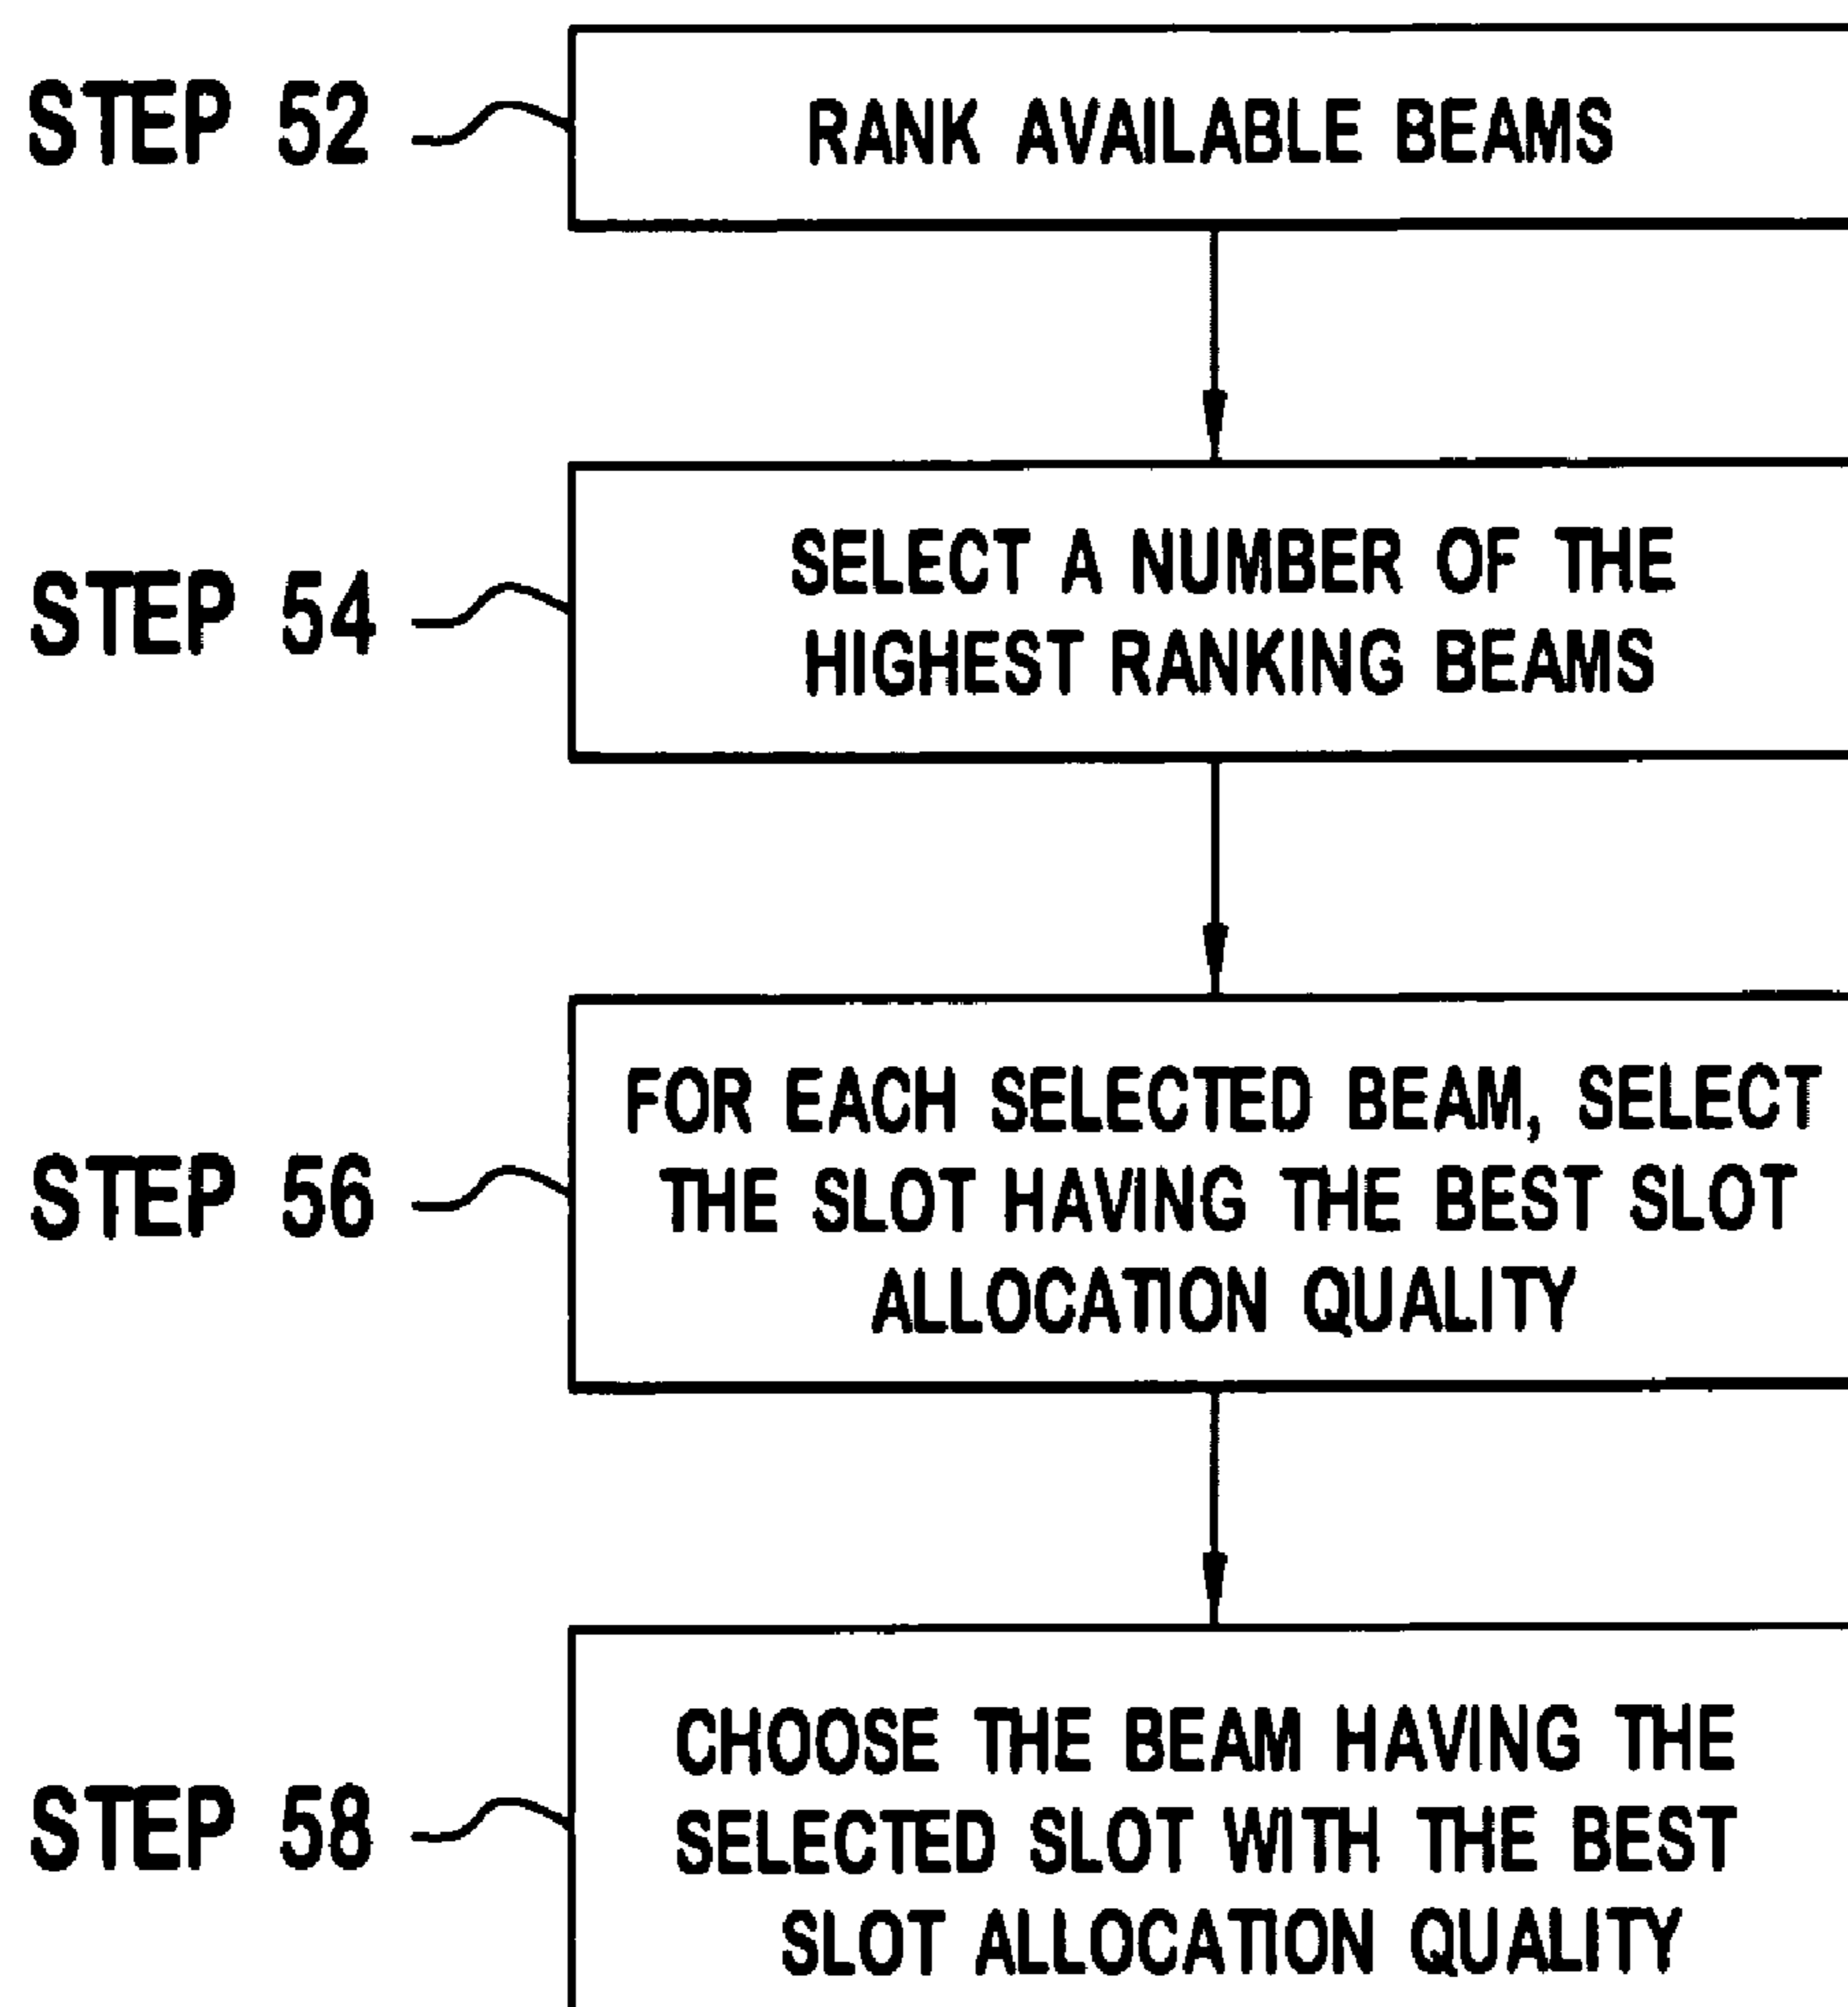 STEP 52
RANK AVAILABLE BEAMS
STEP 54
SELECT A NUMBER OF THE
HIGHEST RANKING BEAMS
STEP 56
FOR EACH SELECTED BEAM, SELECT
THE SLOT HAVING THE BEST SLOT
ALLOCATION QUALITY
STEP 58
CHOOSE THE BEAM HAVING THE
SELECTED SLOT WITH THE BEST
SLOT ALLOCATION QUALITY